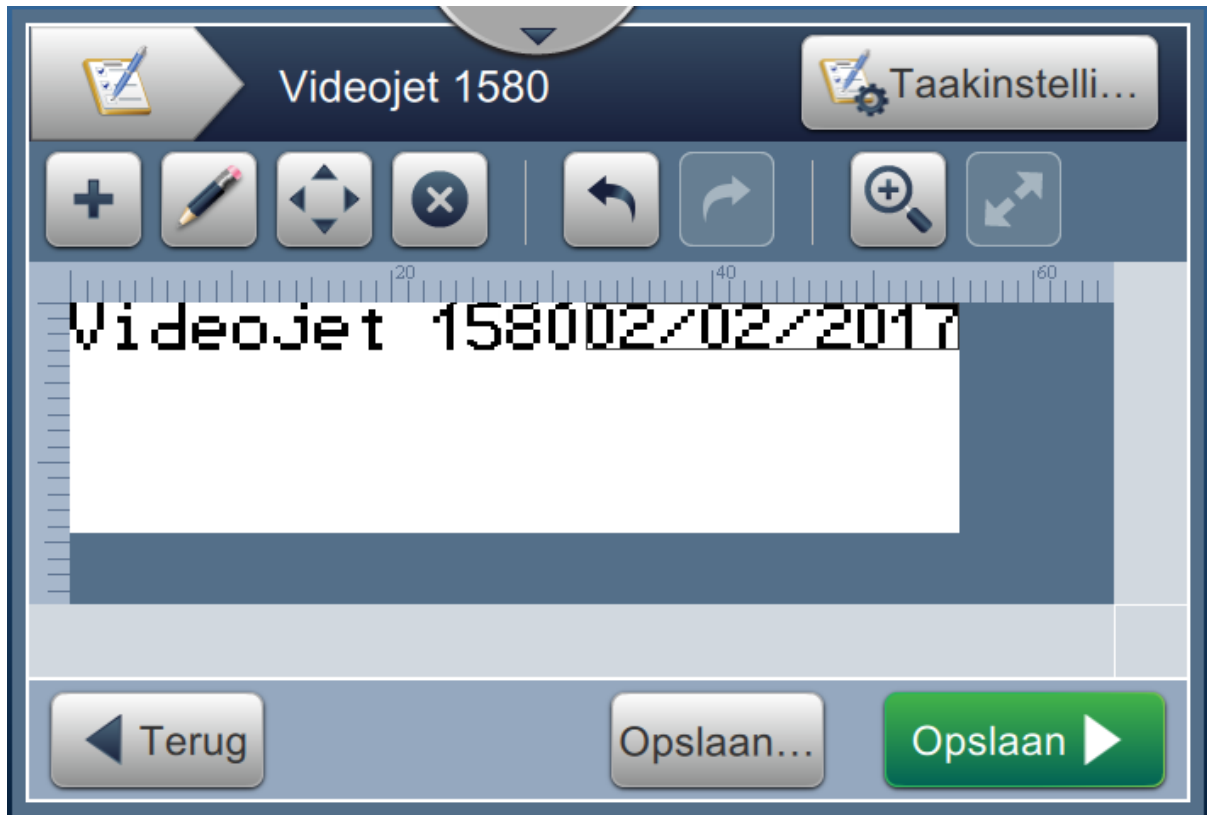 Videojet 1580
Taakinstelli...
20 40 60
Videojet 158002/02/2017
Terug
Opslaan...
Opslaan